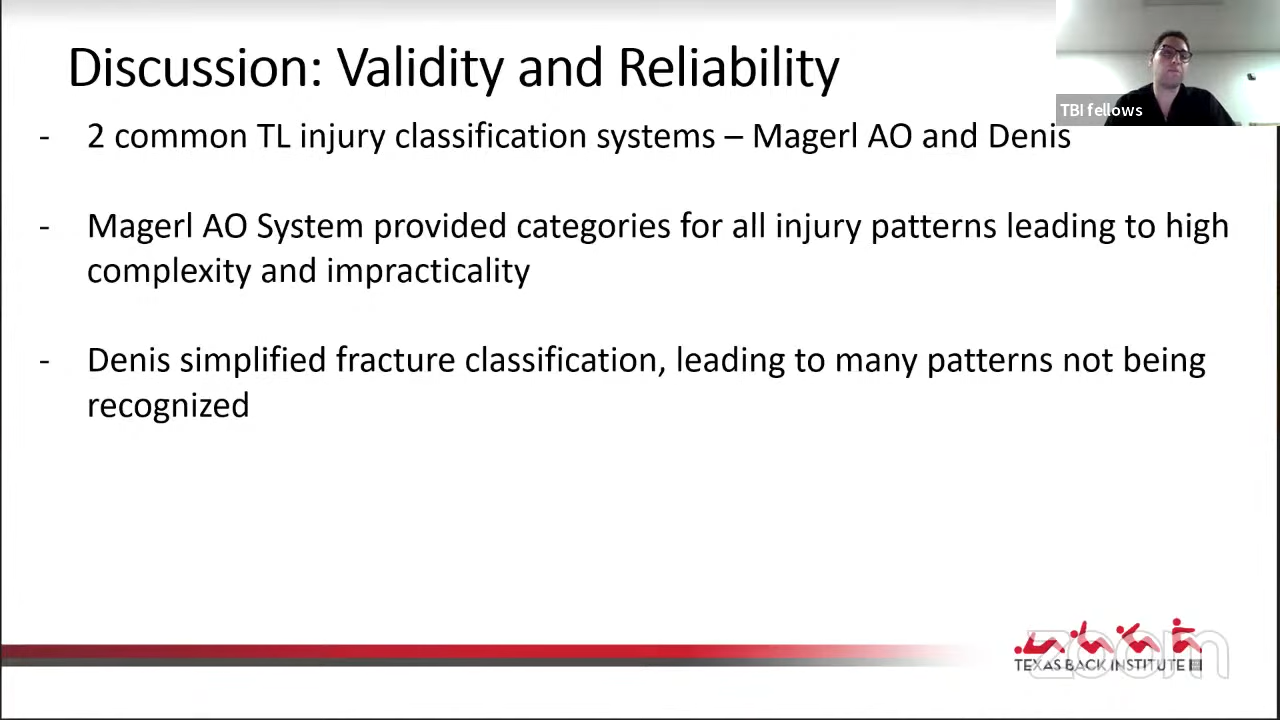 Discussion: Validity and Reliability
TBI fellows
- 2 common TL injury classification systems – Magerl AO and Denis
- Magerl AO System provided categories for all injury patterns leading to high
complexity and impracticality
- Denis simplified fracture classification, leading to many patterns not being
recognized
zoom
TEXAS BACK INSTITUTE